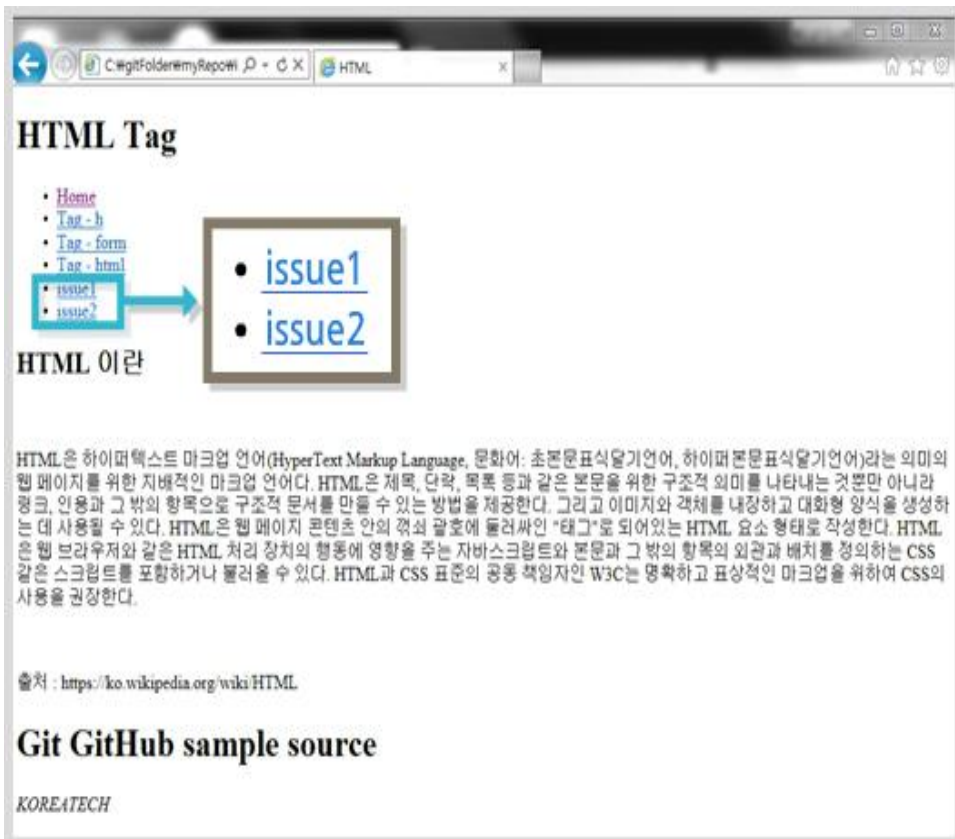 C:₩gitFolder₩myRepo₩i
HTML
HTML Tag
• Home
• Tag - h
• Tag - form
• Tag - html
• issue1
• issue2
• issue1
• issue2
HTML 이란
HTML은 하이퍼텍스트 마크업 언어(HyperText Markup Language, 문화어: 초본문표식달기언어, 하이퍼본문표식달기언어)라는 의미의
웹 페이지를 위한 지배적인 마크업 언어다. HTML은 제목, 단락, 목록 등과 같은 본문을 위한 구조적 의미를 나타내는 것뿐만 아니라
링크, 인용과 그 밖의 항목으로 구조적 문서를 만들 수 있는 방법을 제공한다. 그리고 이미지와 객체를 내장하고 대화형 양식을 생성하
는 데 사용될 수 있다. HTML은 웹 페이지 콘텐츠 안의 꺾쇠 괄호에 둘러싸인 "태그"로 되어있는 HTML 요소 형태로 작성한다. HTML
은 웹 브라우저와 같은 HTML 처리 장치의 행동에 영향을 주는 자바스크립트와 본문과 그 밖의 항목의 외관과 배치를 정의하는 CSS
같은 스크립트를 포함하거나 불러올 수 있다. HTML과 CSS 표준의 공동 책임자인 W3C는 명확하고 표상적인 마크업을 위하여 CSS의
사용을 권장한다.
출처 : https://ko.wikipedia.org/wiki/HTML
Git GitHub sample source
KOREATECH